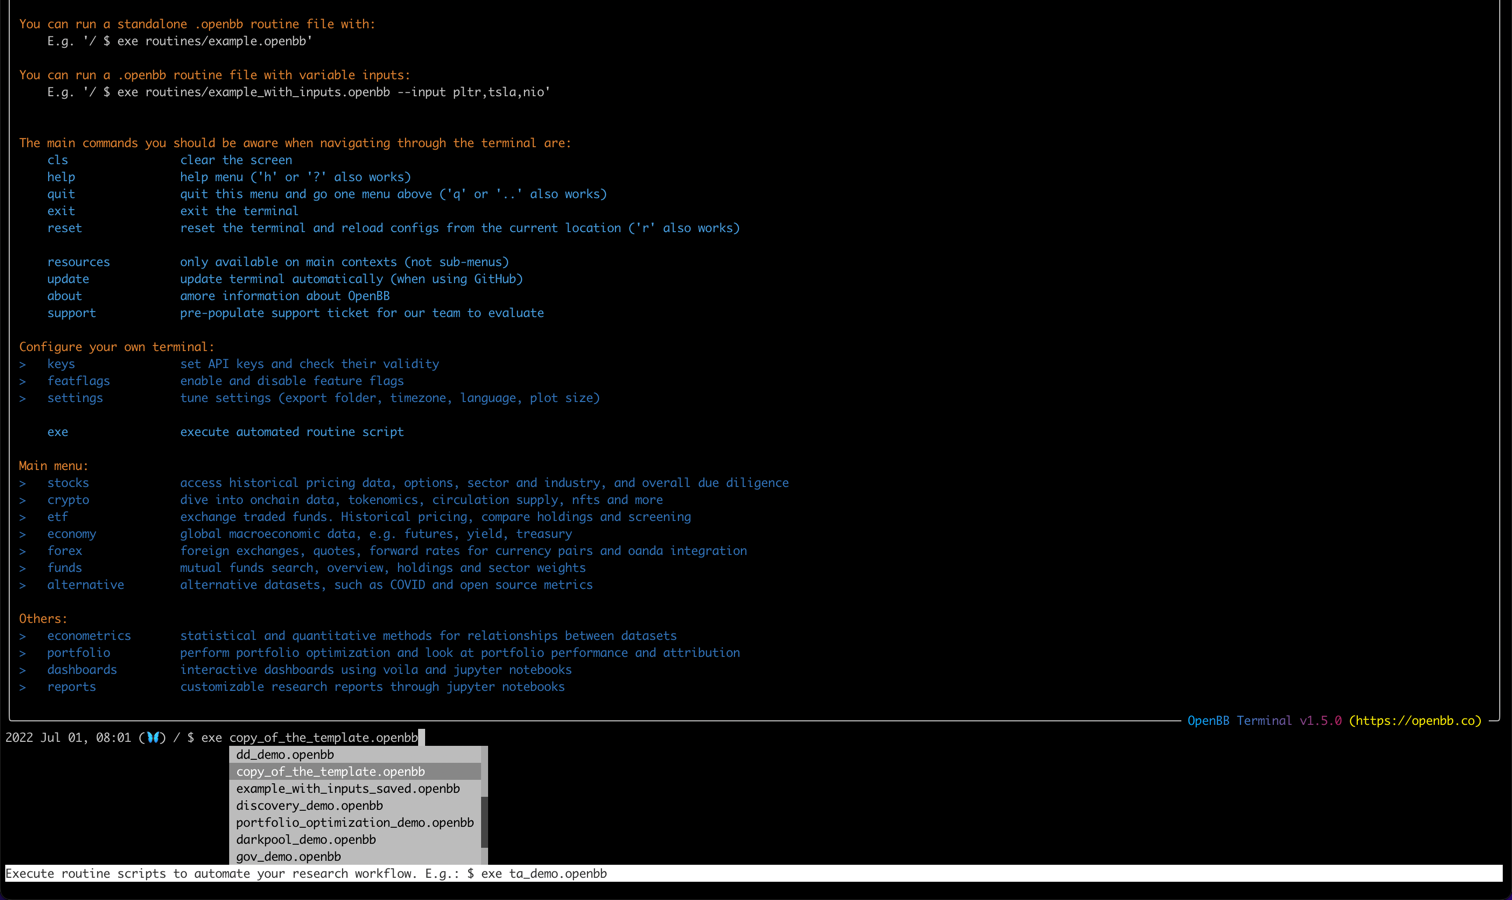 You can run a standalone .openbb routine file with:
    E.g. '/ $ exe routines/example.openbb'
You can run a .openbb routine file with variable inputs:
    E.g. '/ $ exe routines/example_with_inputs.openbb --input pltr,tsla,nio'
The main commands you should be aware when navigating through the terminal are:
    cls                clear the screen
    help               help menu ('h' or '?' also works)
    quit               quit this menu and go one menu above ('q' or '..' also works)
    exit               exit the terminal
    reset              reset the terminal and reload configs from the current location ('r' also works)
    resources          only available on main contexts (not sub-menus)
    update             update terminal automatically (when using GitHub)
    about              amore information about OpenBB
    support            pre-populate support ticket for our team to evaluate
Configure your own terminal:
>   keys               set API keys and check their validity
>   featflags          enable and disable feature flags
>   settings           tune settings (export folder, timezone, language, plot size)
    exe                execute automated routine script
Main menu:
>   stocks             access historical pricing data, options, sector and industry, and overall due diligence
>   crypto             dive into onchain data, tokenomics, circulation supply, nfts and more
>   etf                exchange traded funds. Historical pricing, compare holdings and screening
>   economy            global macroeconomic data, e.g. futures, yield, treasury
>   forex              foreign exchanges, quotes, forward rates for currency pairs and oanda integration
>   funds              mutual funds search, overview, holdings and sector weights
>   alternative        alternative datasets, such as COVID and open source metrics
Others:
>   econometrics       statistical and quantitative methods for relationships between datasets
>   portfolio          perform portfolio optimization and look at portfolio performance and attribution
>   dashboards         interactive dashboards using voila and jupyter notebooks
>   reports            customizable research reports through jupyter notebooks
OpenBB Terminal v1.5.0 (https://openbb.co)
2022 Jul 01, 08:01 (🦋) / $ exe copy_of_the_template.openbb
dd_demo.openbb
copy_of_the_template.openbb
example_with_inputs_saved.openbb
discovery_demo.openbb
portfolio_optimization_demo.openbb
darkpool_demo.openbb
gov_demo.openbb
Execute routine scripts to automate your research workflow. E.g.: $ exe ta_demo.openbb